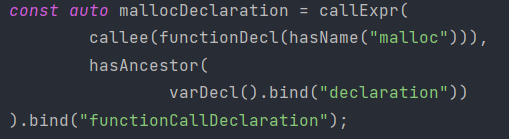 const auto mallocDeclaration = callExpr(
        callee(functionDecl(hasName("malloc"))),
        hasAncestor(
                varDecl().bind("declaration"))
).bind("functionCallDeclaration");